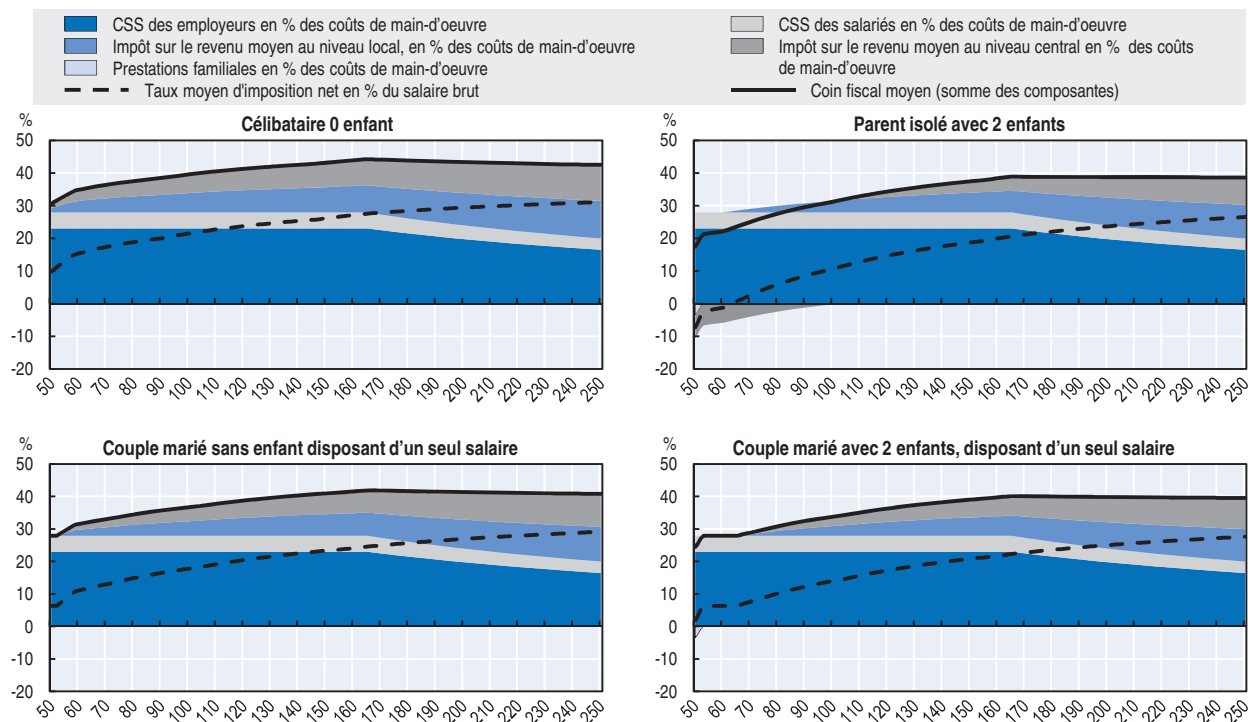 CSS des employeurs en % des coûts de main-d'oeuvre
Impôt sur le revenu moyen au niveau local, en % des coûts de main-d'oeuvre
Prestations familiales en % des coûts de main-d'oeuvre
Taux moyen d'imposition net en % du salaire brut
CSS des salariés en % des coûts de main-d'oeuvre
Impôt sur le revenu moyen au niveau central en % des coûts
de main-d'oeuvre
Coin fiscal moyen (somme des composantes)
%
Célibataire 0 enfant
50
40
30
20
10
0
-10
-20
50 60 70 80 90 100 110 120 130 140 150 160 170 180 190 200 210 220 230 240 250
%
Parent isolé avec 2 enfants
50
40
30
20
10
0
-10
-20
50 60 70 80 90 100 110 120 130 140 150 160 170 180 190 200 210 220 230 240 250
%
Couple marié sans enfant disposant d’un seul salaire
50
40
30
20
10
0
-10
-20
50 60 70 80 90 100 110 120 130 140 150 160 170 180 190 200 210 220 230 240 250
%
Couple marié avec 2 enfants, disposant d’un seul salaire
50
40
30
20
10
0
-10
-20
50 60 70 80 90 100 110 120 130 140 150 160 170 180 190 200 210 220 230 240 250